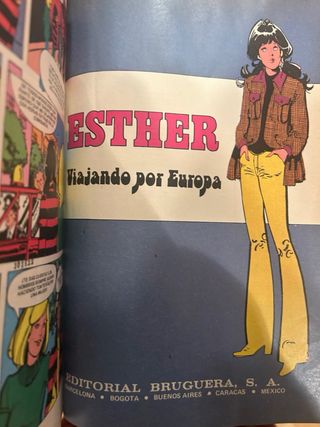 ESTHER
Viajando por Europa
EDITORIAL BRUGUERA, S. A.
BARCELONA • BOGOTA • BUENOS AIRES • CARACAS • MEXICO